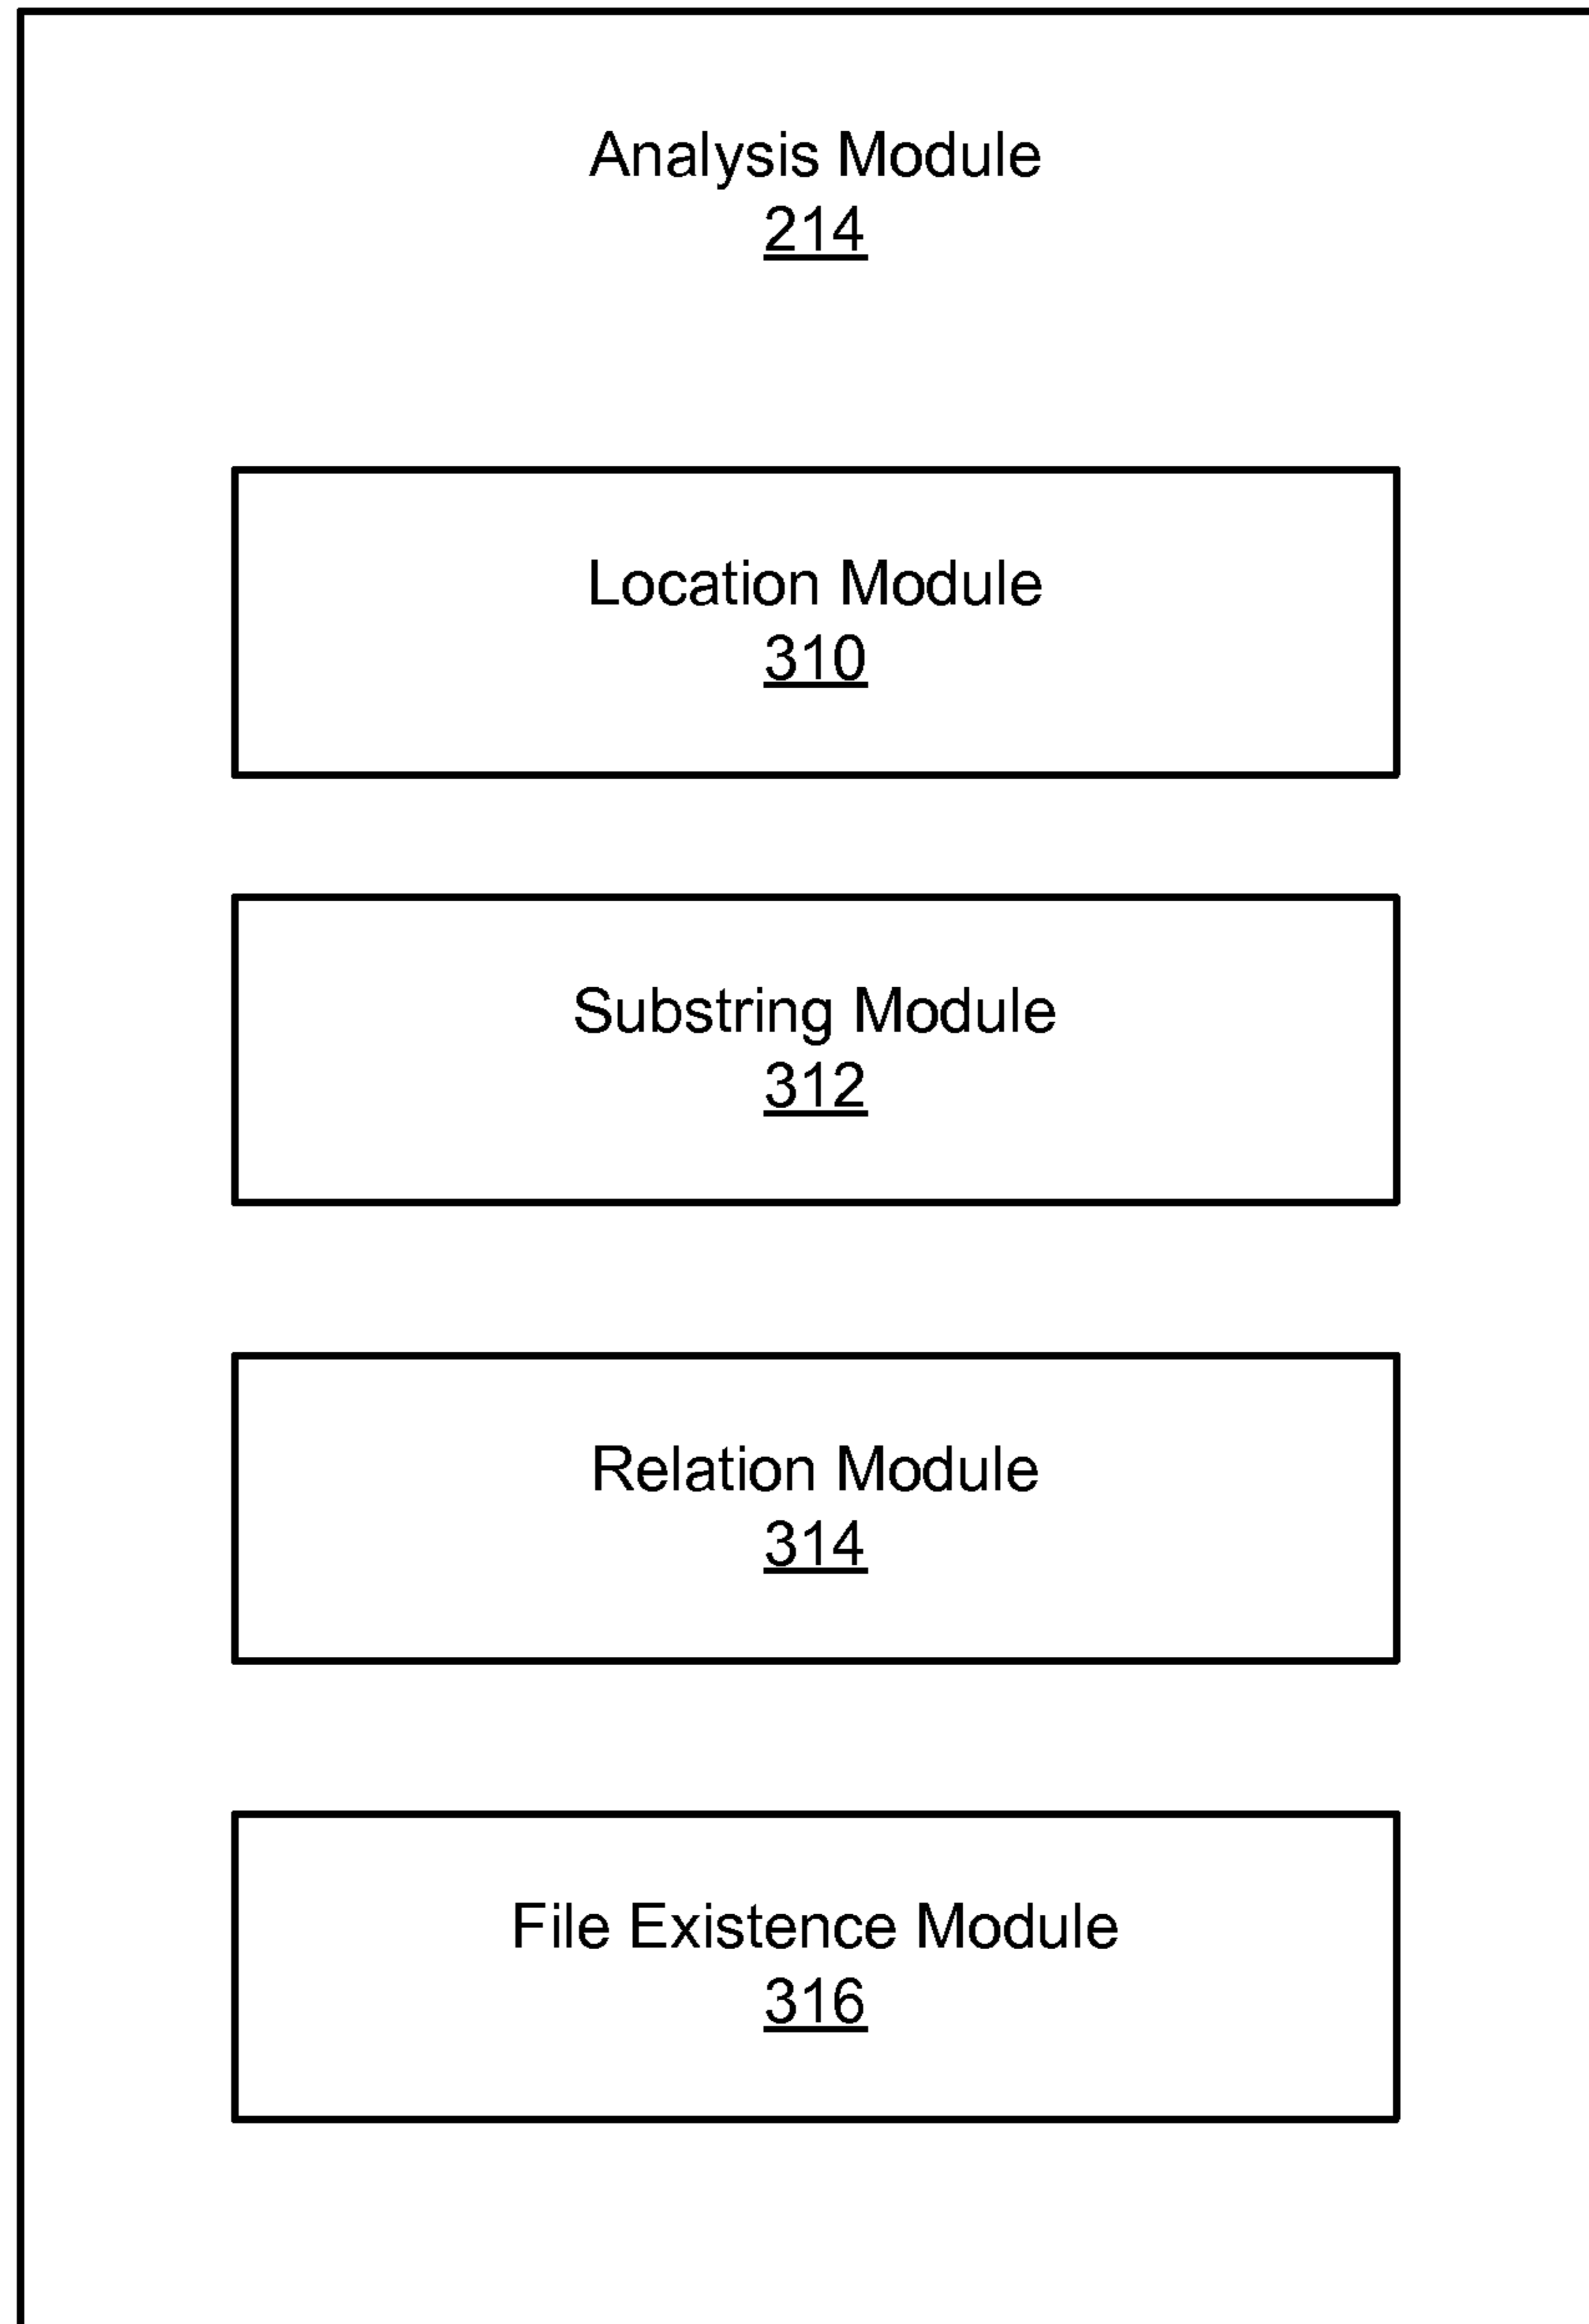 Analysis Module
214
Location Module
310
Substring Module
312
Relation Module
314
File Existence Module
316